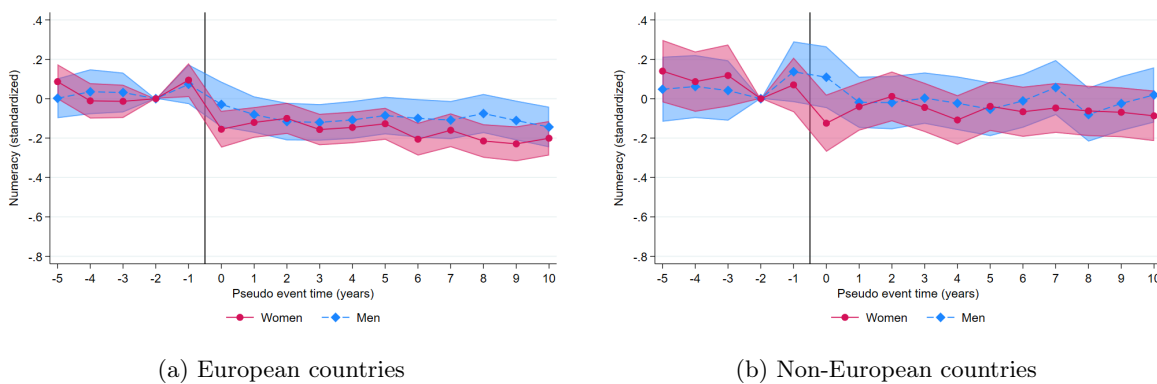 .4
.2
0
-.2
-.4
-.6
-.8
Numeracy (standardized)
-5 -4 -3 -2 -1 0 1 2 3 4 5 6 7 8 9 10
Pseudo event time (years)
Women Men
(a) European countries
.4
.2
0
-.2
-.4
-.6
-.8
Numeracy (standardized)
-5 -4 -3 -2 -1 0 1 2 3 4 5 6 7 8 9 10
Pseudo event time (years)
Women Men
(b) Non-European countries